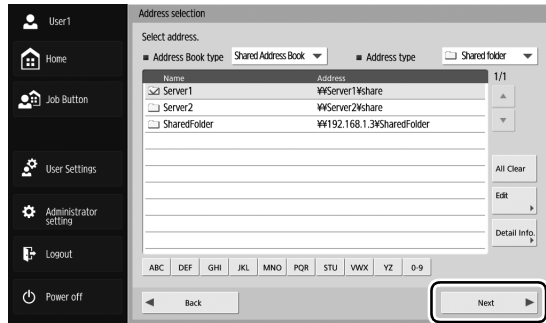 User1
Home
Job Button
User Settings
Administrator
setting
Logout
Power off
Address selection
Select address.
Address Book type Shared Address Book Address type Shared folder
Name Address 1/1
Server1 ¥¥Server1¥share
Server2 ¥¥Server2¥share
SharedFolder ¥¥192.168.1.3¥SharedFolder
All Clear
Edit
Detail Info.
ABC DEF GHI JKL MNO PQR STU VWX YZ 0-9
Back Next